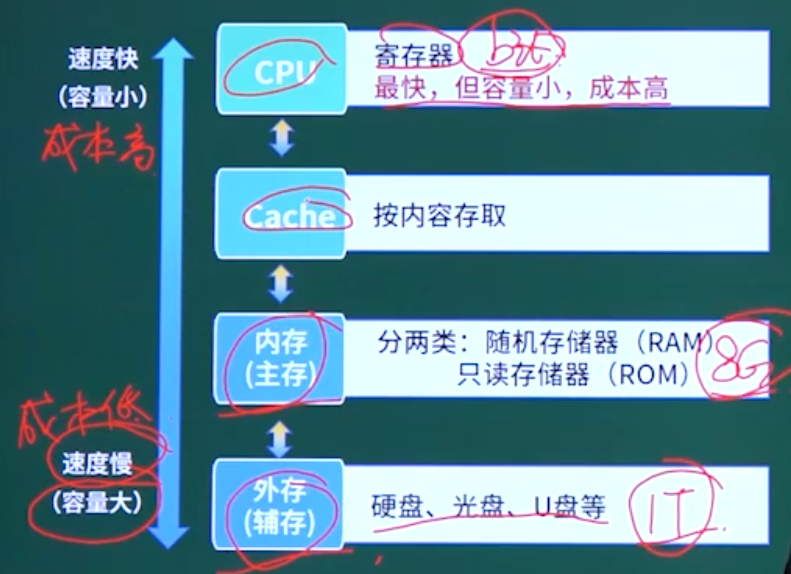 速度快
(容量小)
成本高
CPU
寄存器
最快，但容量小，成本高
Cache
按内容存取
内存
(主存)
分两类：随机存储器（RAM）
只读存储器（ROM）
8G
成本低
速度慢
(容量大)
外存
(辅存)
硬盘、光盘、U盘等
1T